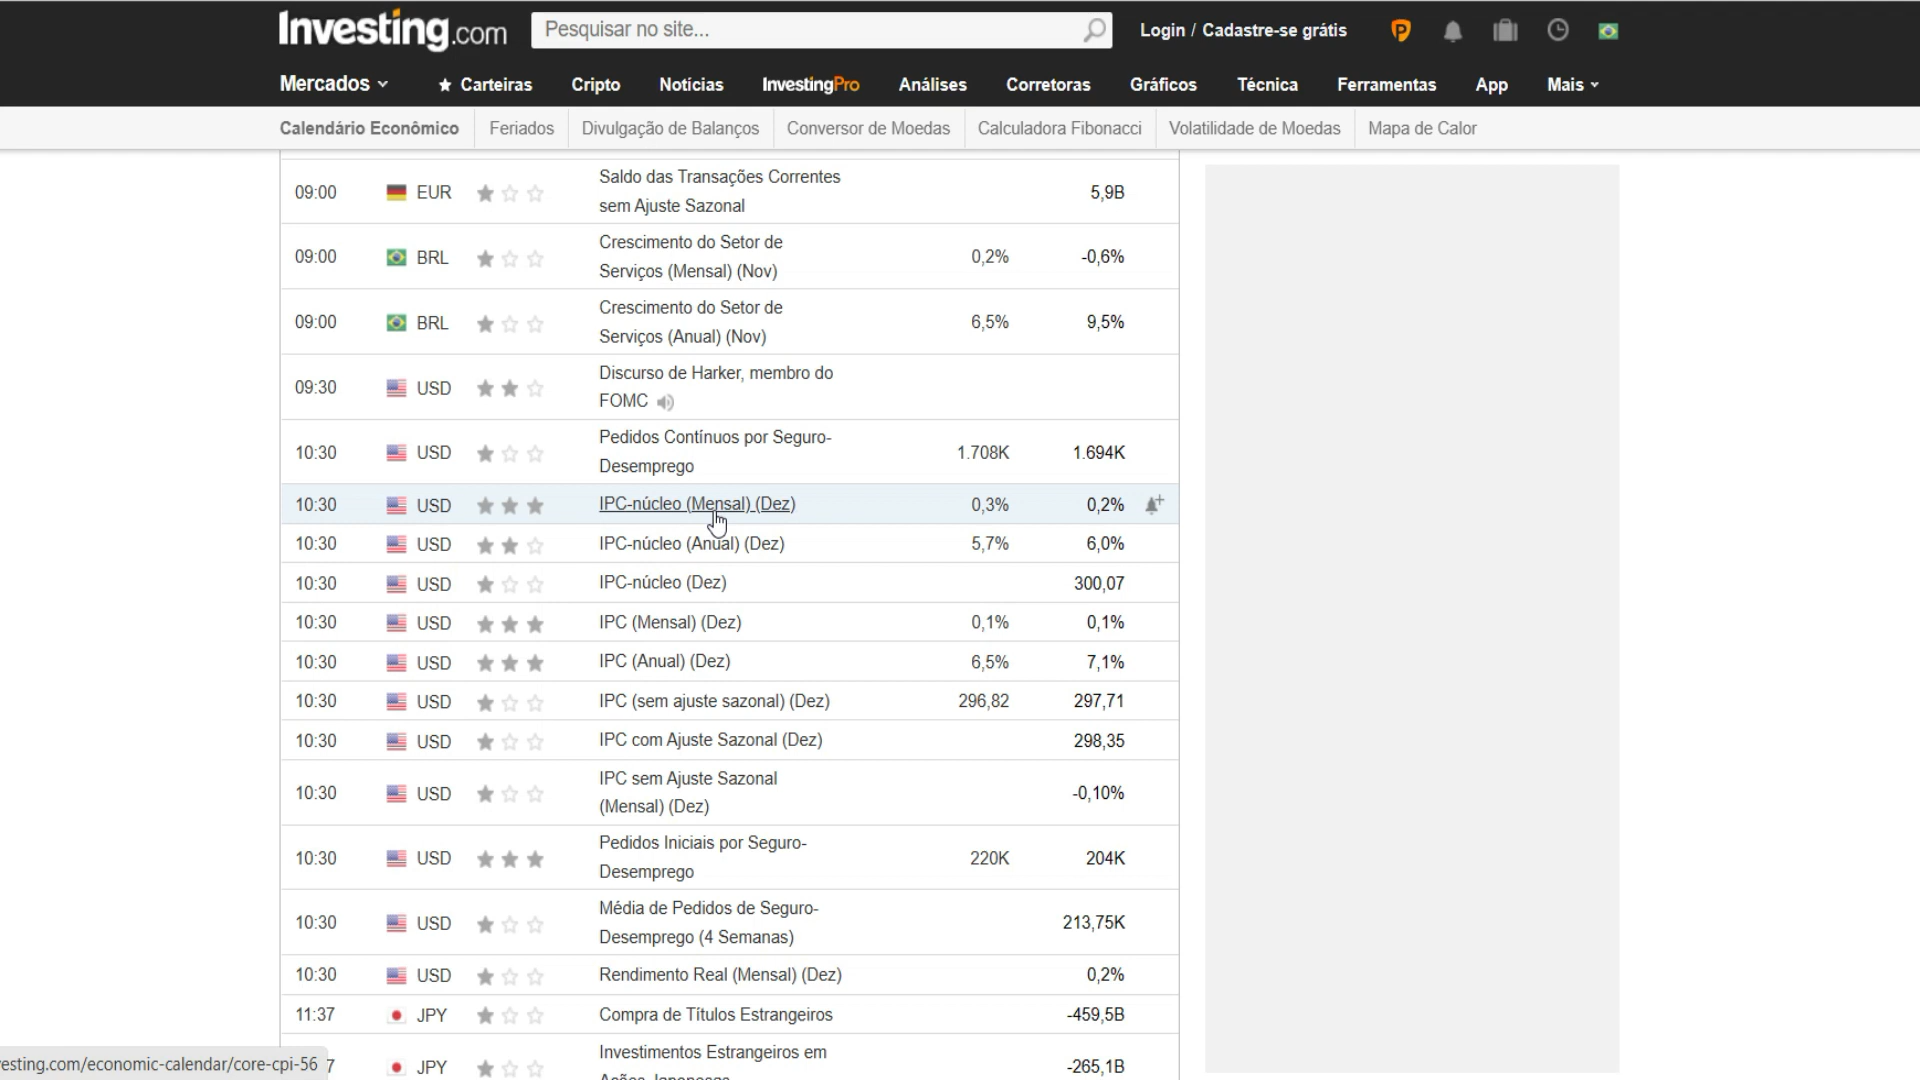 Investing.com Pesquisar no site... Login / Cadastre-se grátis
Mercados Carteiras Cripto Notícias InvestingPro Análises Corretoras Gráficos Técnica Ferramentas App Mais
Calendário Econômico Feriados Divulgação de Balanços Conversor de Moedas Calculadora Fibonacci Volatilidade de Moedas Mapa de Calor
09:00 EUR Saldo das Transações Correntes
sem Ajuste Sazonal 5,9B
09:00 BRL Crescimento do Setor de
Serviços (Mensal) (Nov) 0,2% -0,6%
09:00 BRL Crescimento do Setor de
Serviços (Anual) (Nov) 6,5% 9,5%
09:30 USD Discurso de Harker, membro do
FOMC
10:30 USD Pedidos Contínuos por Seguro-
Desemprego 1.708K 1.694K
10:30 USD IPC-núcleo (Mensal) (Dez) 0,3% 0,2%
10:30 USD IPC-núcleo (Anual) (Dez) 5,7% 6,0%
10:30 USD IPC-núcleo (Dez) 300,07
10:30 USD IPC (Mensal) (Dez) 0,1% 0,1%
10:30 USD IPC (Anual) (Dez) 6,5% 7,1%
10:30 USD IPC (sem ajuste sazonal) (Dez) 296,82 297,71
10:30 USD IPC com Ajuste Sazonal (Dez) 298,35
10:30 USD IPC sem Ajuste Sazonal
(Mensal) (Dez) -0,10%
10:30 USD Pedidos Iniciais por Seguro-
Desemprego 220K 204K
10:30 USD Média de Pedidos de Seguro-
Desemprego (4 Semanas) 213,75K
10:30 USD Rendimento Real (Mensal) (Dez) 0,2%
11:37 JPY Compra de Títulos Estrangeiros -459,5B
7 JPY Investimentos Estrangeiros em -265,1B
esting.com/economic-calendar/core-cpi-56